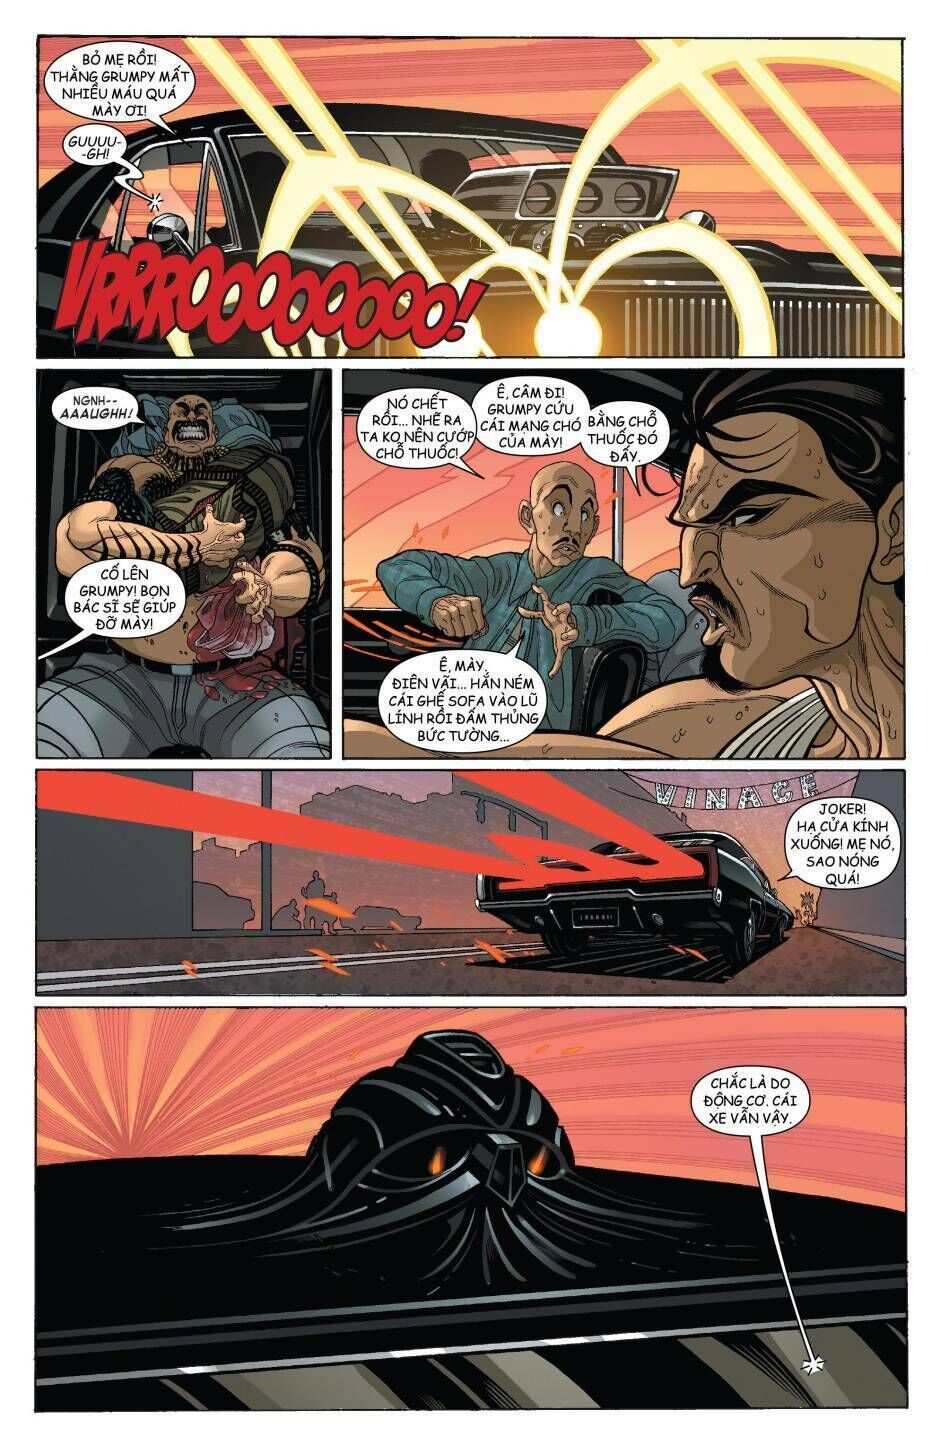 BỎ MẸ RỒI!
THẰNG GRUMPY MẤT
NHIỀU MÁU QUÁ
MÀY ƠI!
GUUUU-
-GH!
VRRROOOOOOOO!
NGNH--
AAAUGHH!
CỐ LÊN
GRUMPY! BỌN
BÁC SĨ SẼ GIÚP
ĐỠ MÀY!
NÓ CHẾT
RỒI... NHẼ RA
TA KO NÊN CƯỚP
CHỖ THUỐC!
Ê, CÂM ĐI!
GRUMPY CỨU
CÁI MẠNG CHÓ
CỦA MÀY!
BẰNG CHỖ
THUỐC ĐÓ
ĐẤY.
Ê, MÀY.
ĐIÊN VÃI... HẮN NÉM
CÁI GHẾ SOFA VÀO LŨ
LÍNH RỒI ĐẤM THỦNG
BỨC TƯỜNG...
VINACE
JOKER!
HẠ CỬA KÍNH
XUỐNG! MẸ NÓ,
SAO NÓNG
QUÁ!
CHẮC LÀ DO
ĐỘNG CƠ. CÁI
XE VẪN VẬY.